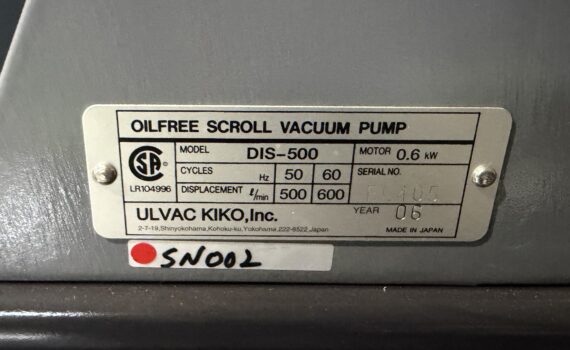 OILFREE SCROLL VACUUM PUMP
MODEL DIS-500 MOTOR 0.6 kW
CYCLES Hz 50 60 SERIAL NO.
LR104996 DISPLACEMENT ℓ/min 500 600
ULVAC KIKO,Inc. YEAR 06
2-7-19,Shinyokohama,Kohoku-ku,Yokohama,222-8522,Japan MADE IN JAPAN
SN002